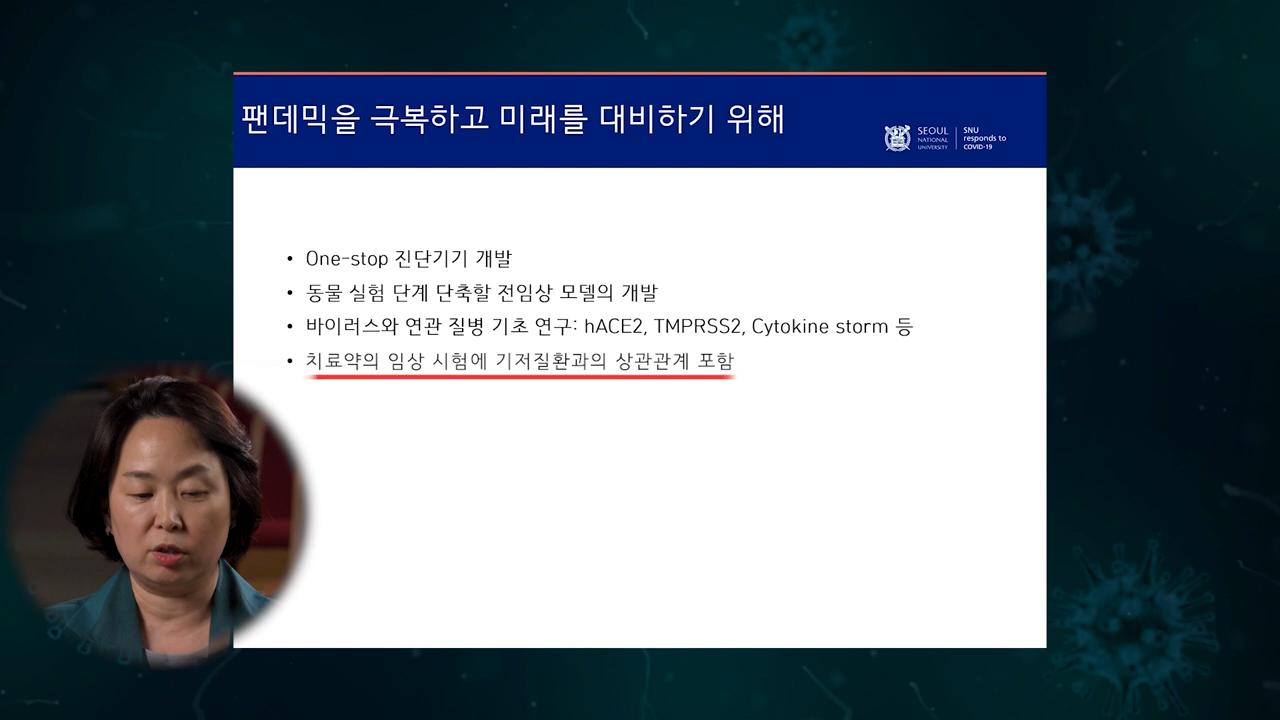 팬데믹을 극복하고 미래를 대비하기 위해
SEOUL
NATIONAL
UNIVERSITY
SNU
responds to
COVID-19
• One-stop 진단기기 개발
• 동물 실험 단계 단축할 전임상 모델의 개발
• 바이러스와 연관 질병 기초 연구: hACE2, TMPRSS2, Cytokine storm 등
• 치료약의 임상 시험에 기저질환과의 상관관계 포함